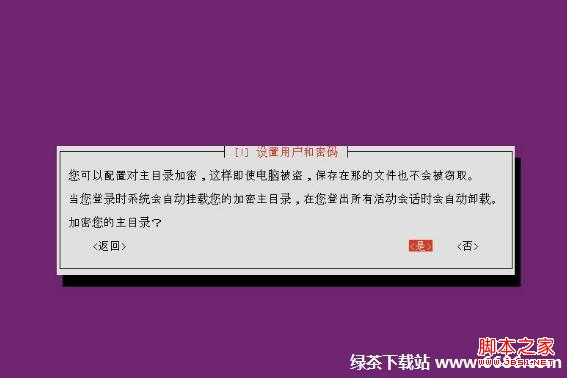 [!] 设置用户和密码
您可以配置对主目录加密，这样即使电脑被盗，保存在那的文件也不会被窃取。
当您登录时系统会自动挂载您的加密主目录，在您登出所有活动会话时会自动卸载。
加密您的主目录？
<返回> <是> <否>
脚本之家
WWW.JB51.NET
绿茶下载站